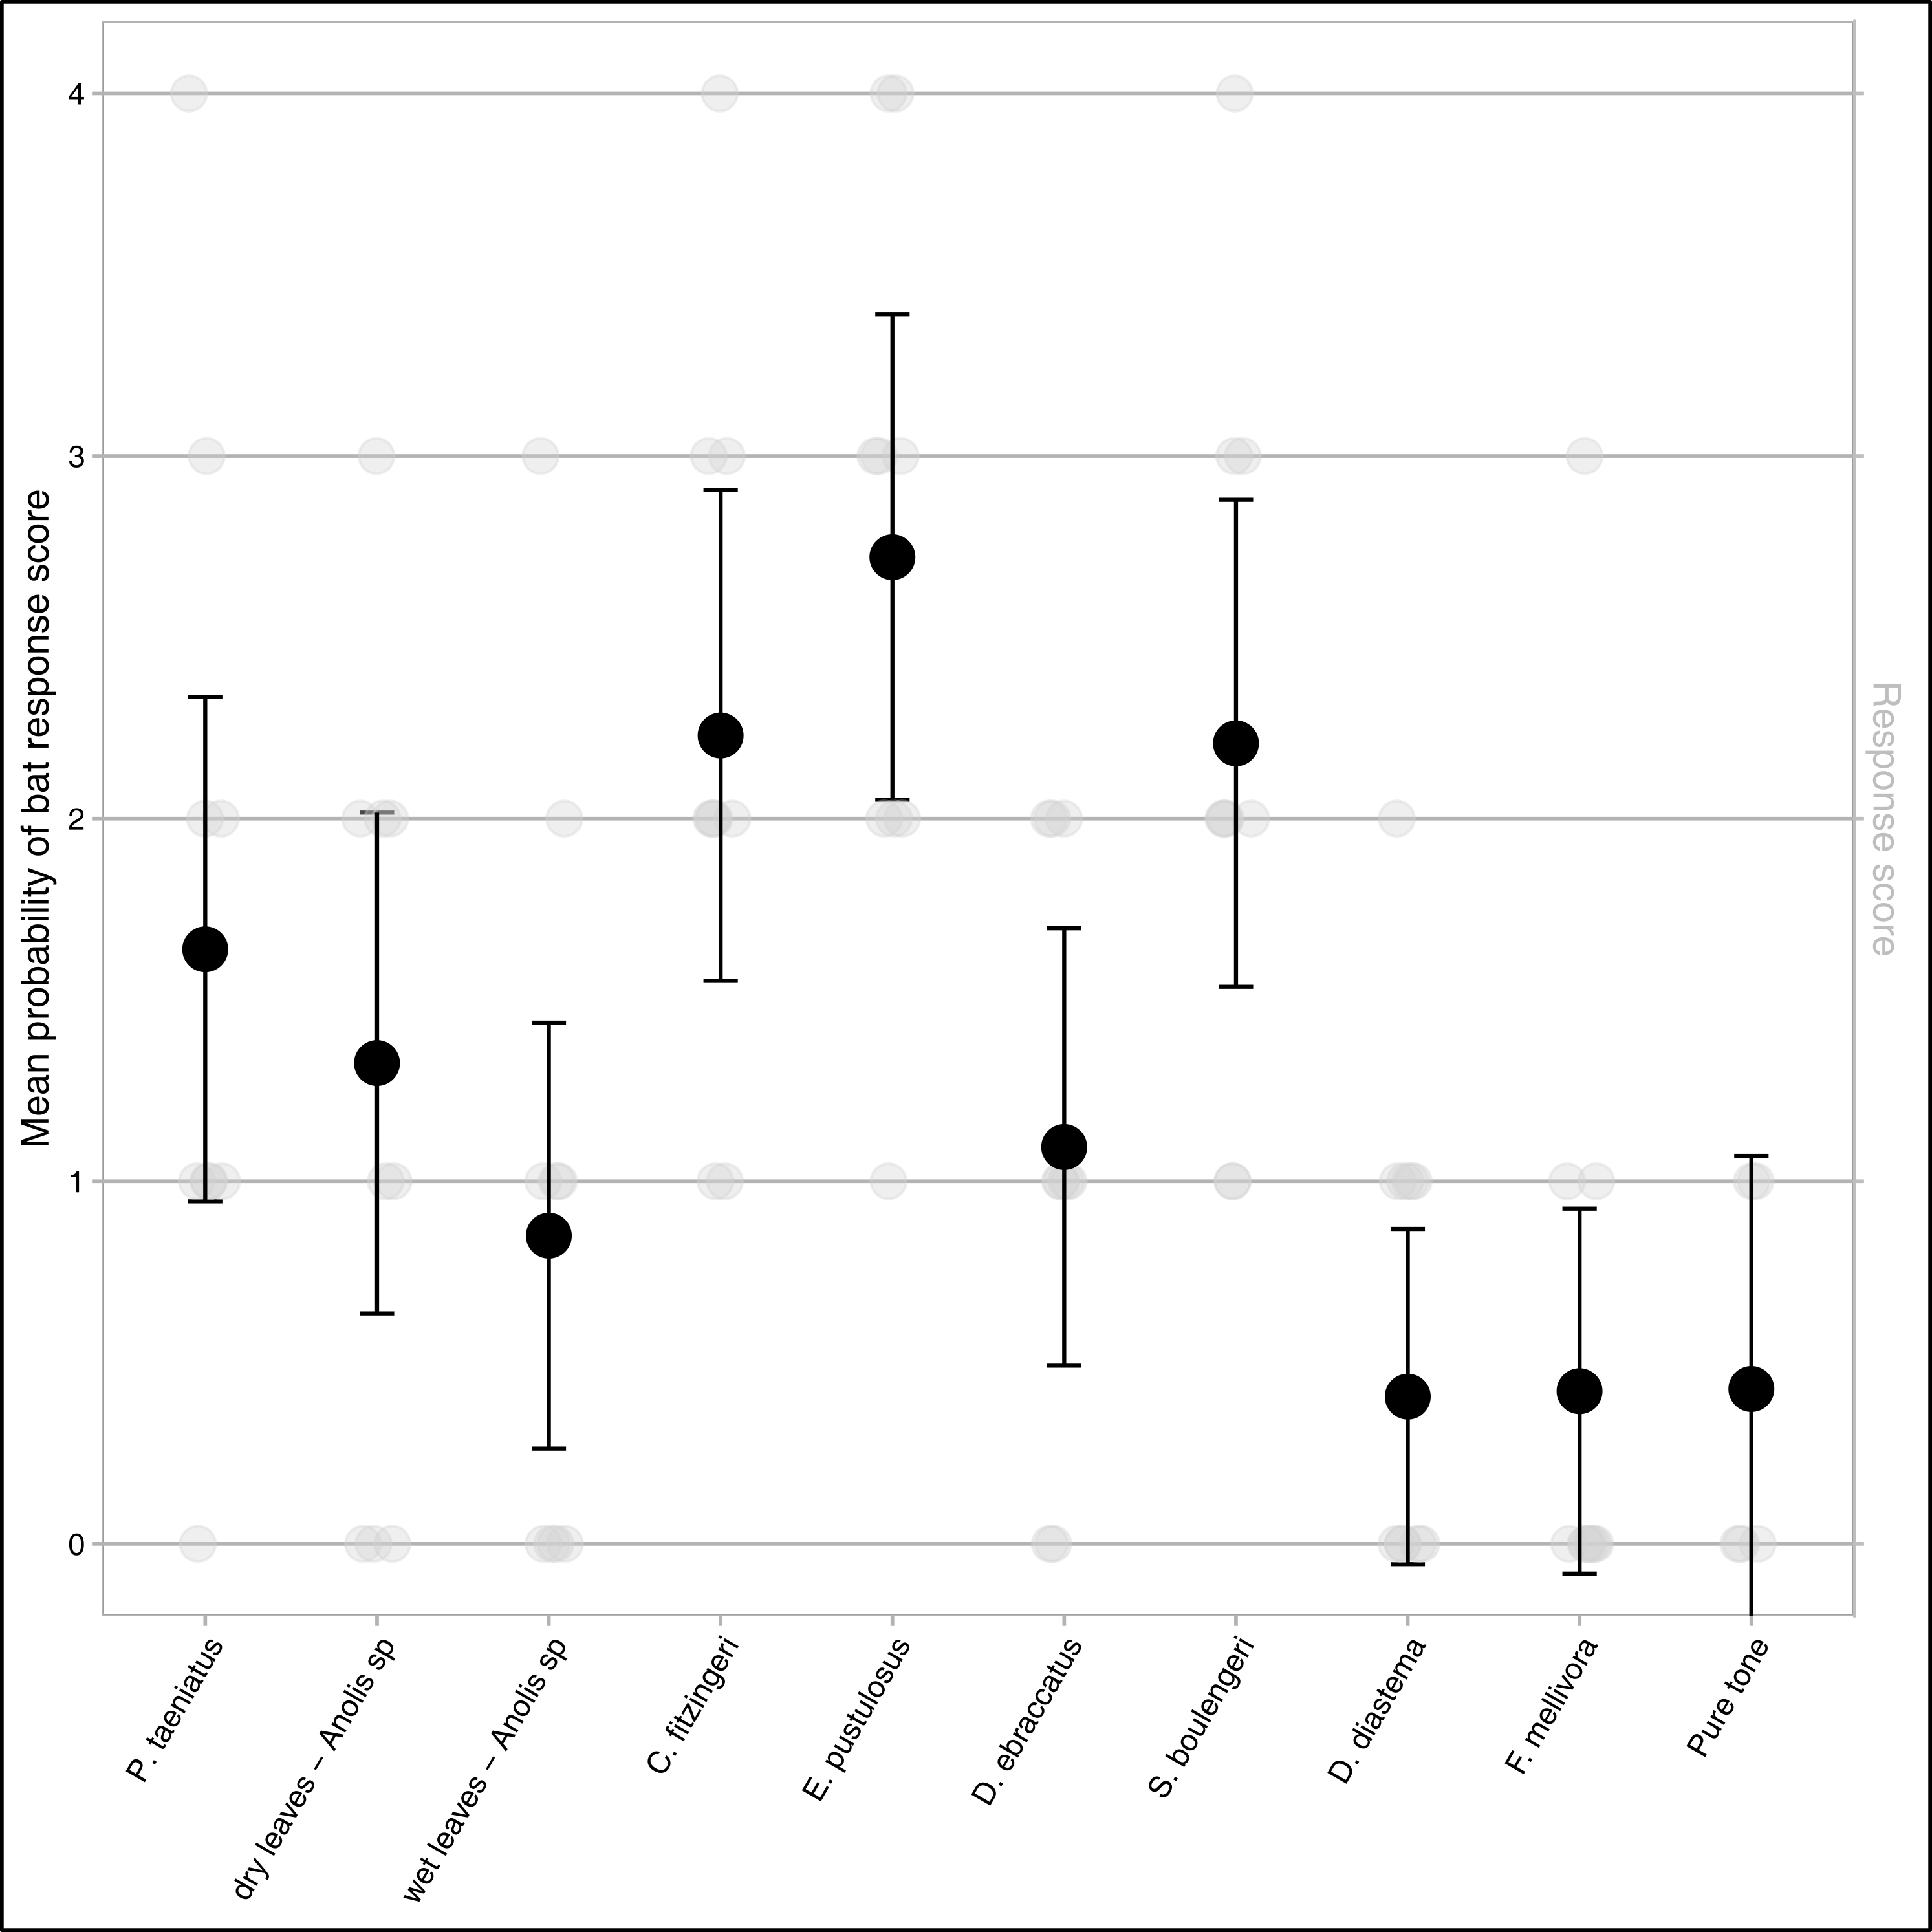 Mean probability of bat response score
4
3
2
1
0
Response score
P. taeniatus
dry leaves – Anolis sp
wet leaves – Anolis sp
C. fitzingeri
E. pustulosus
D. ebraccatus
S. boulengeri
D. diastema
F. mellivora
Pure tone